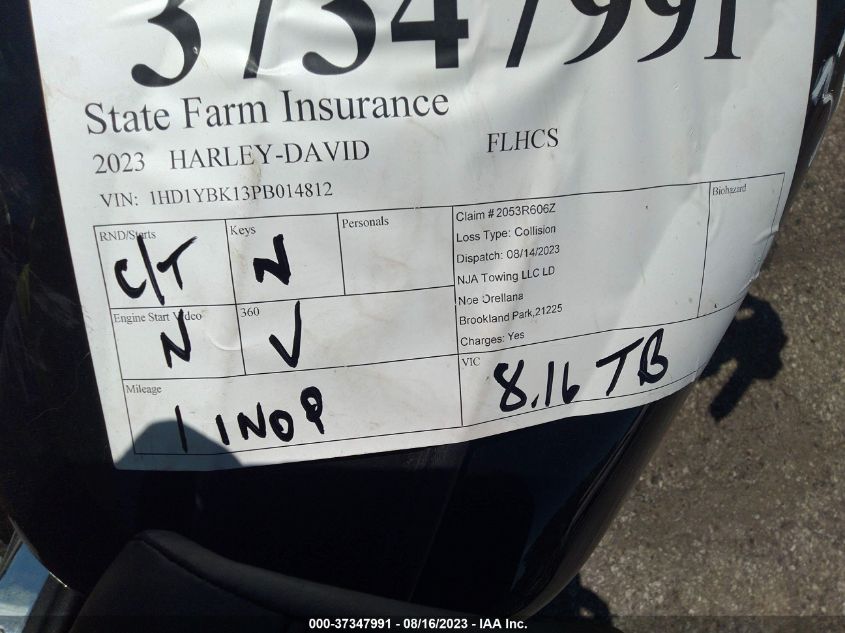 37347991
State Farm Insurance
2023 HARLEY-DAVID FLHCS
VIN: 1HD1YBK13PB014812
RND/Starts
C/T
Keys
N
Personals
Claim # 2053R606Z
Loss Type: Collision
Dispatch: 08/14/2023
NJA Towing LLC LD
Noe Orellana
Brookland Park,21225
Charges: Yes
Biohazard
Engine Start Video
N
360
V
Mileage
1 INOP
VIC
8.16 TB
000-37347991 - 08/16/2023 - IAA Inc.